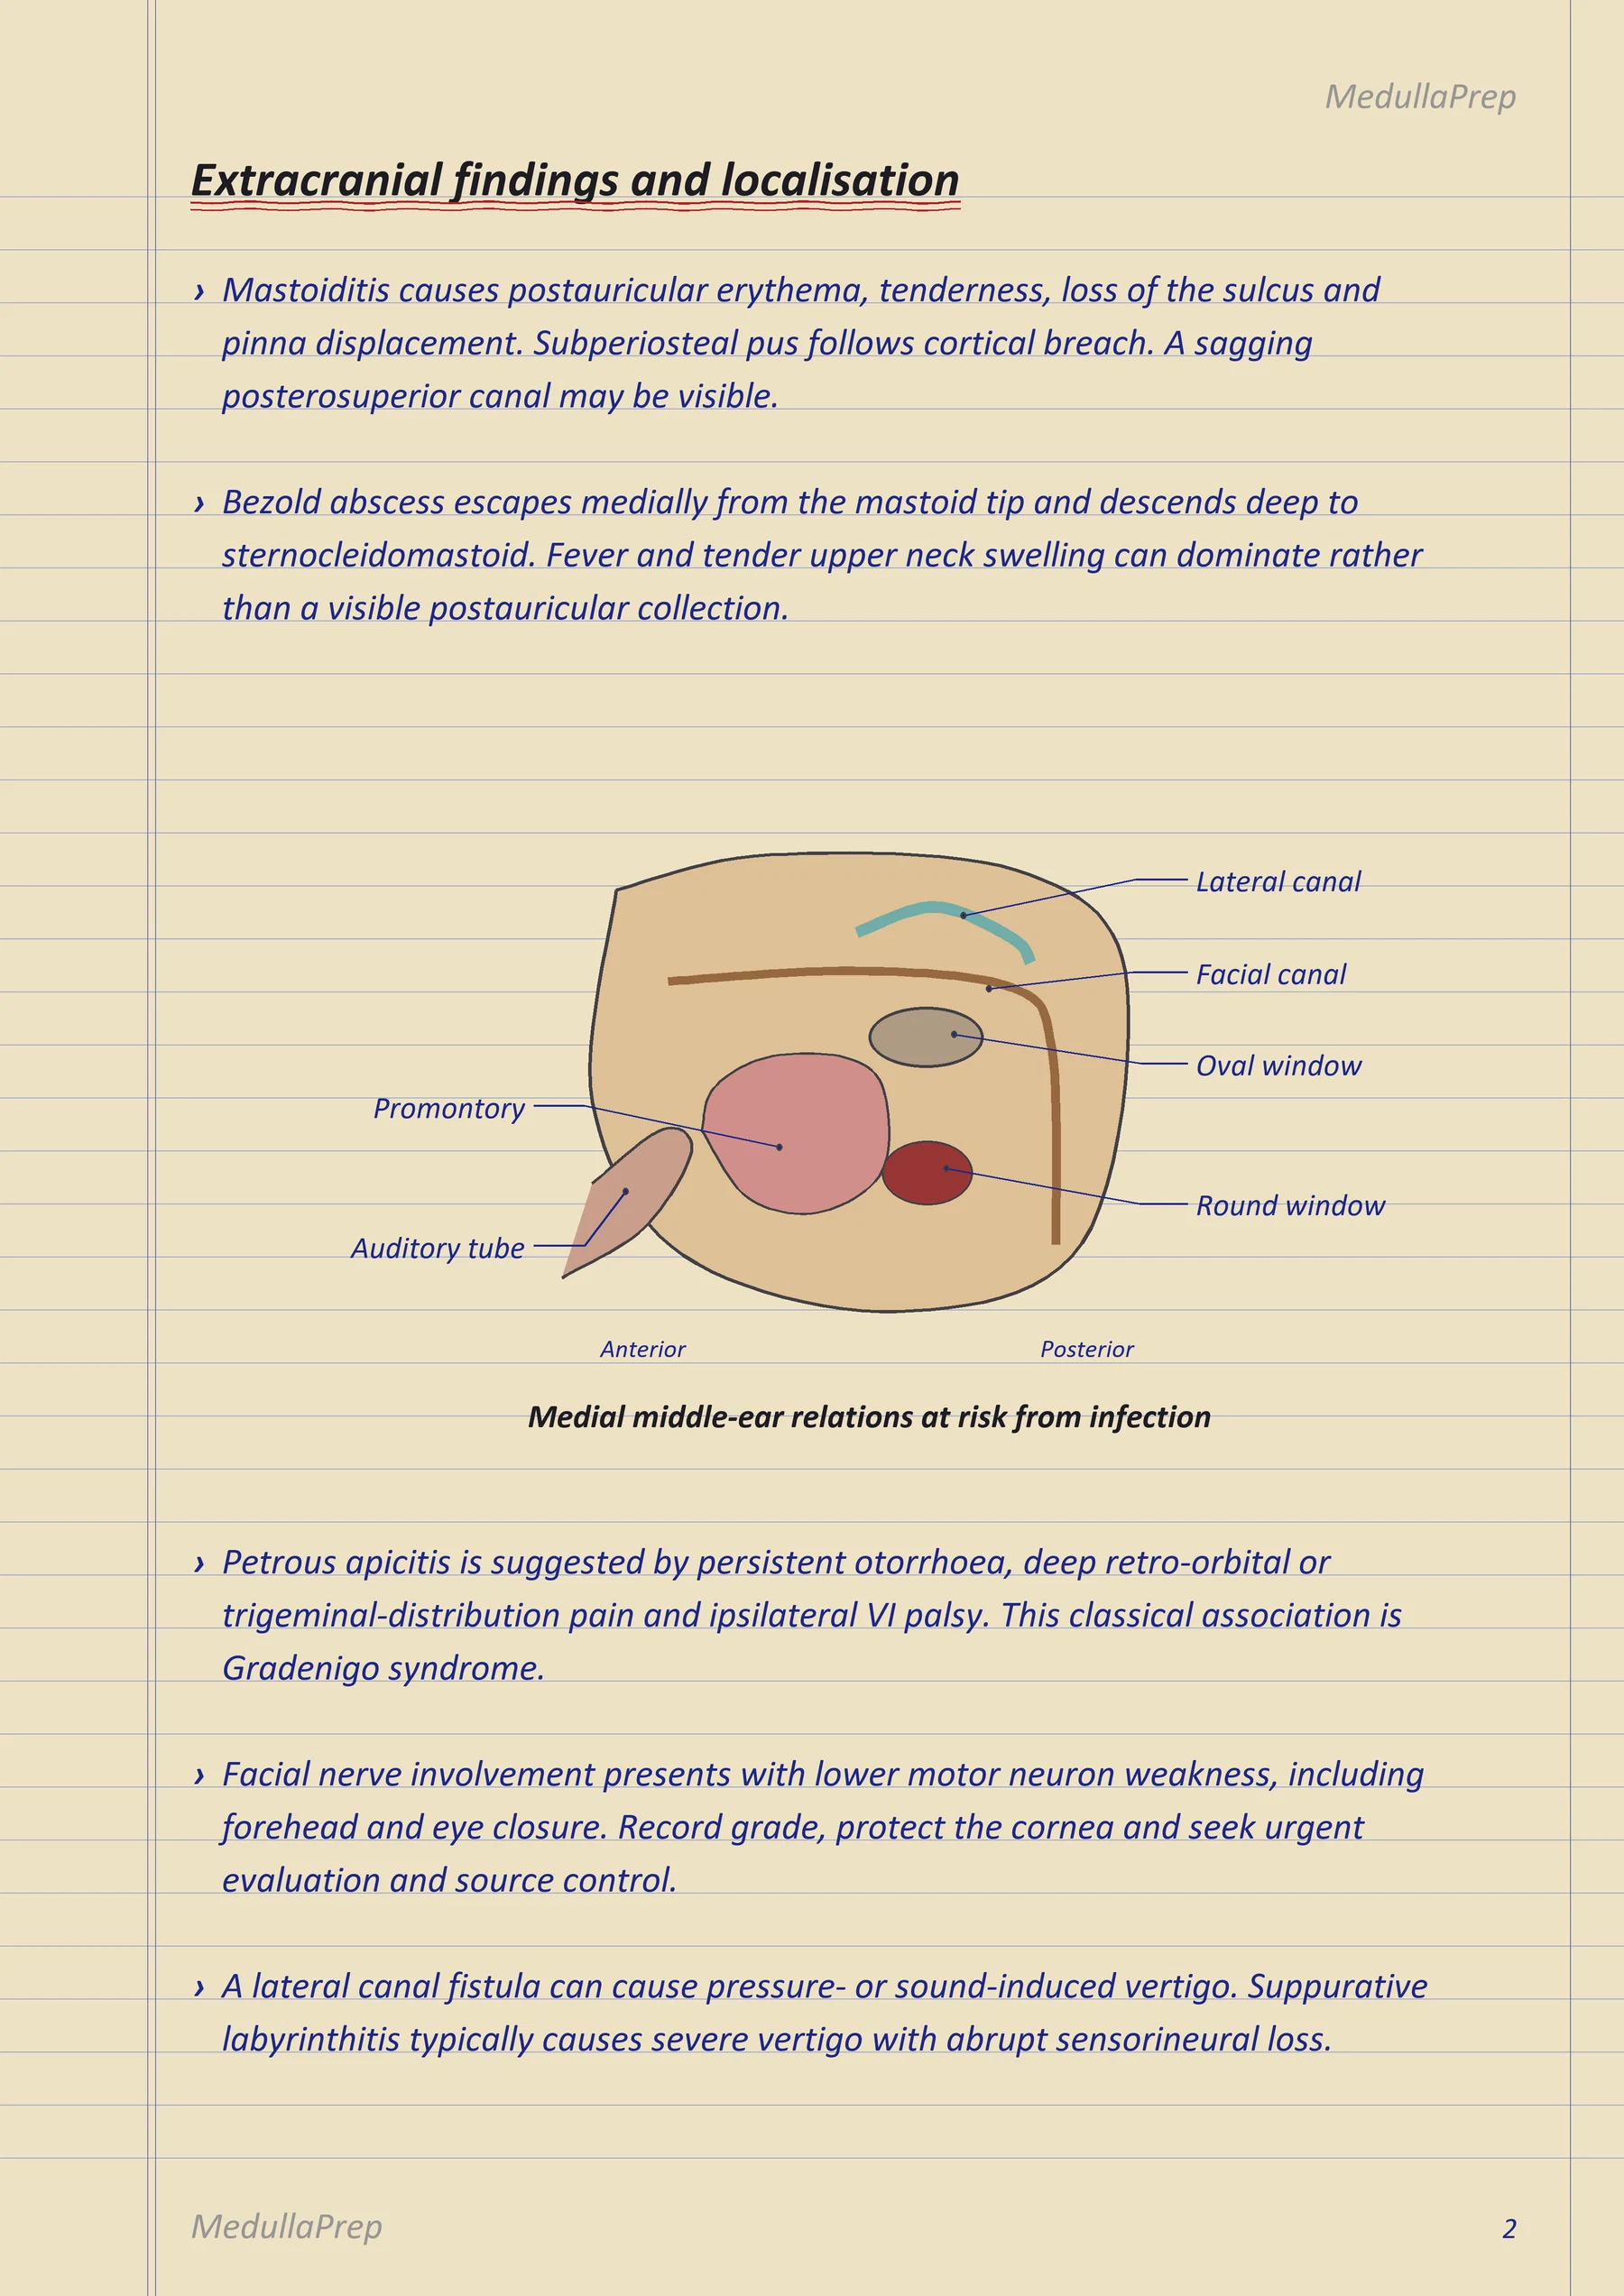 MedullaPrep
Extracranial findings and localisation
› Mastoiditis causes postauricular erythema, tenderness, loss of the sulcus and
pinna displacement. Subperiosteal pus follows cortical breach. A sagging
posterosuperior canal may be visible.
› Bezold abscess escapes medially from the mastoid tip and descends deep to
sternocleidomastoid. Fever and tender upper neck swelling can dominate rather
than a visible postauricular collection.
Lateral canal
Facial canal
Oval window
Promontory
Round window
Auditory tube
Anterior
Posterior
Medial middle-ear relations at risk from infection
› Petrous apicitis is suggested by persistent otorrhoea, deep retro-orbital or
trigeminal-distribution pain and ipsilateral VI palsy. This classical association is
Gradenigo syndrome.
› Facial nerve involvement presents with lower motor neuron weakness, including
forehead and eye closure. Record grade, protect the cornea and seek urgent
evaluation and source control.
› A lateral canal fistula can cause pressure- or sound-induced vertigo. Suppurative
labyrinthitis typically causes severe vertigo with abrupt sensorineural loss.
MedullaPrep
2